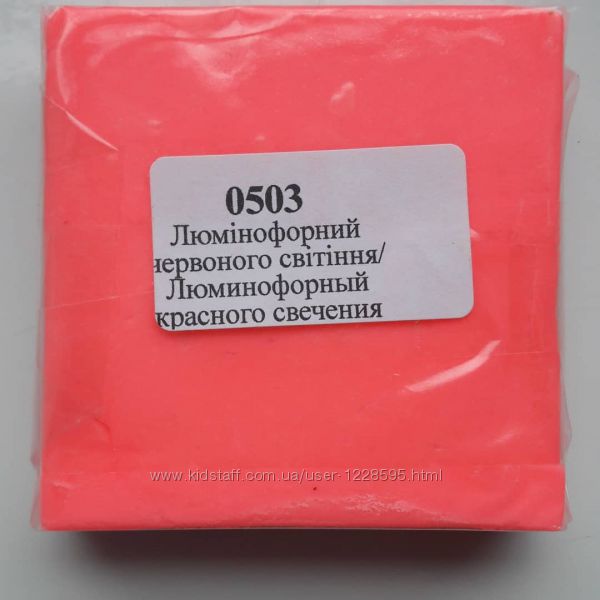 0503
Люмінофорний
червоного світіння/
Люминофорный
красного свечения
www.kidstaff.com.ua/user-1228595.html